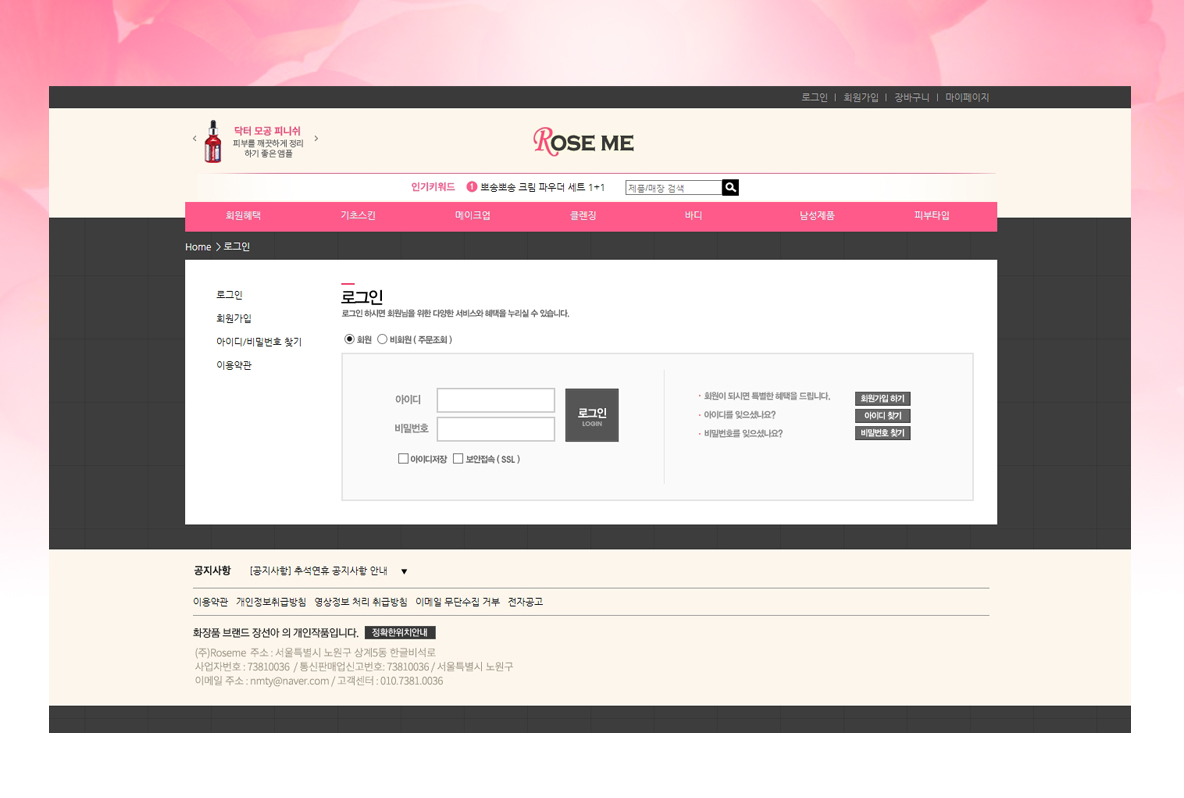 로그인 | 회원가입 | 장바구니 | 마이페이지
닥터 모공 피니쉬
피부를 깨끗하게 정리
하기 좋은 앰플
ROSE ME
인기키워드 1 뽀송뽀송 크림 파우더 세트 1+1 제품/매장 검색
회원혜택 기초스킨 메이크업 클렌징 바디 남성제품 피부타입
Home > 로그인
로그인
회원가입
아이디/비밀번호 찾기
이용약관
로그인
로그인 하시면 회원님을 위한 다양한 서비스와 혜택을 누리실 수 있습니다.
회원 비회원 ( 주문조회 )
아이디
비밀번호
로그인
LOGIN
아이디저장 보안접속 ( SSL )
· 회원이 되시면 특별한 혜택을 드립니다. 회원가입 하기
· 아이디를 잊으셨나요? 아이디 찾기
· 비밀번호를 잊으셨나요? 비밀번호 찾기
공지사항 [공지사항] 추석연휴 공지사항 안내 ▼
이용약관 개인정보취급방침 영상정보 처리 취급방침 이메일 무단수집 거부 전자공고
화장품 브랜드 장선아 의 개인작품입니다. 정확한위치안내
(주)Roseme 주소 : 서울특별시 노원구 상계5동 한글비석로
사업자번호 : 73810036 / 통신판매업신고번호: 73810036 / 서울특별시 노원구
이메일 주소 : nmty@naver.com / 고객센터 : 010.7381.0036